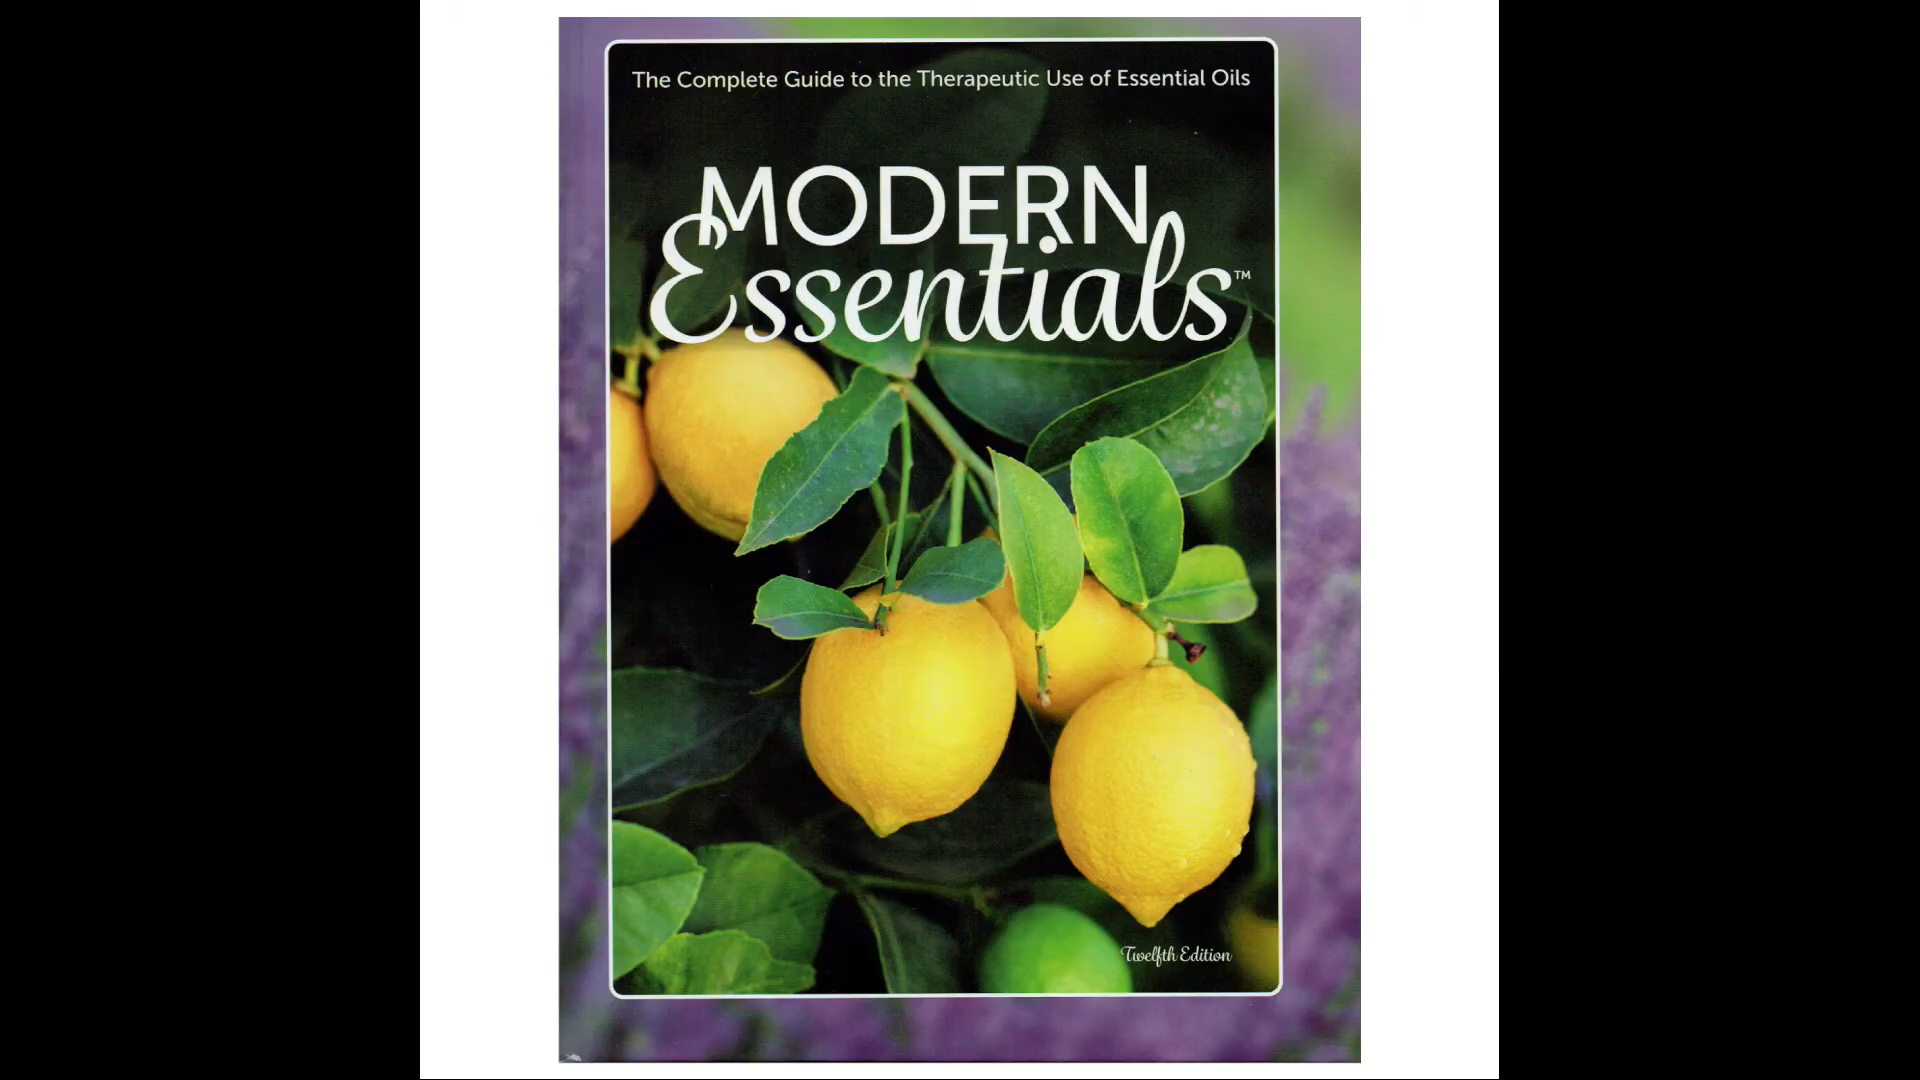 The Complete Guide to the Therapeutic Use of Essential Oils
MODERN
Essentials™
Twelfth Edition